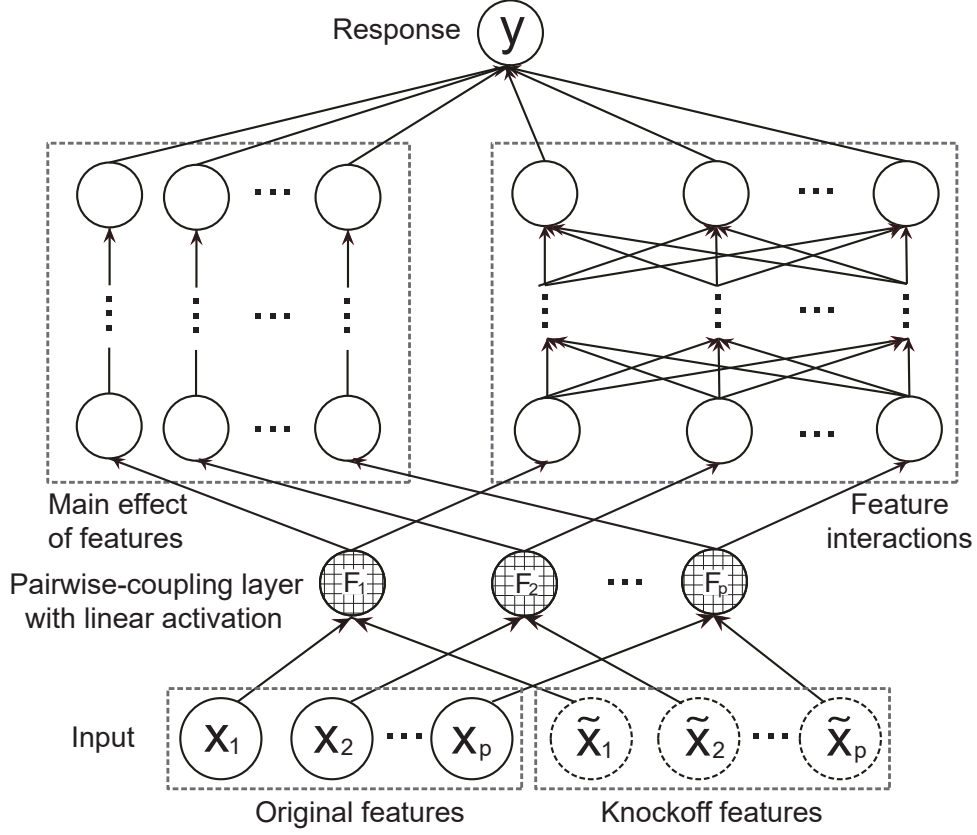 Response
y
Main effect
of features
Feature
interactions
Pairwise-coupling layer
with linear activation
F1 F2 ... Fp
Input
x1 x2 ... xp x̃1 x̃2 ... x̃p
Original features
Knockoff features